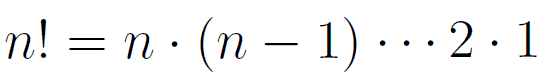 n! = n · (n − 1) · · · 2 · 1